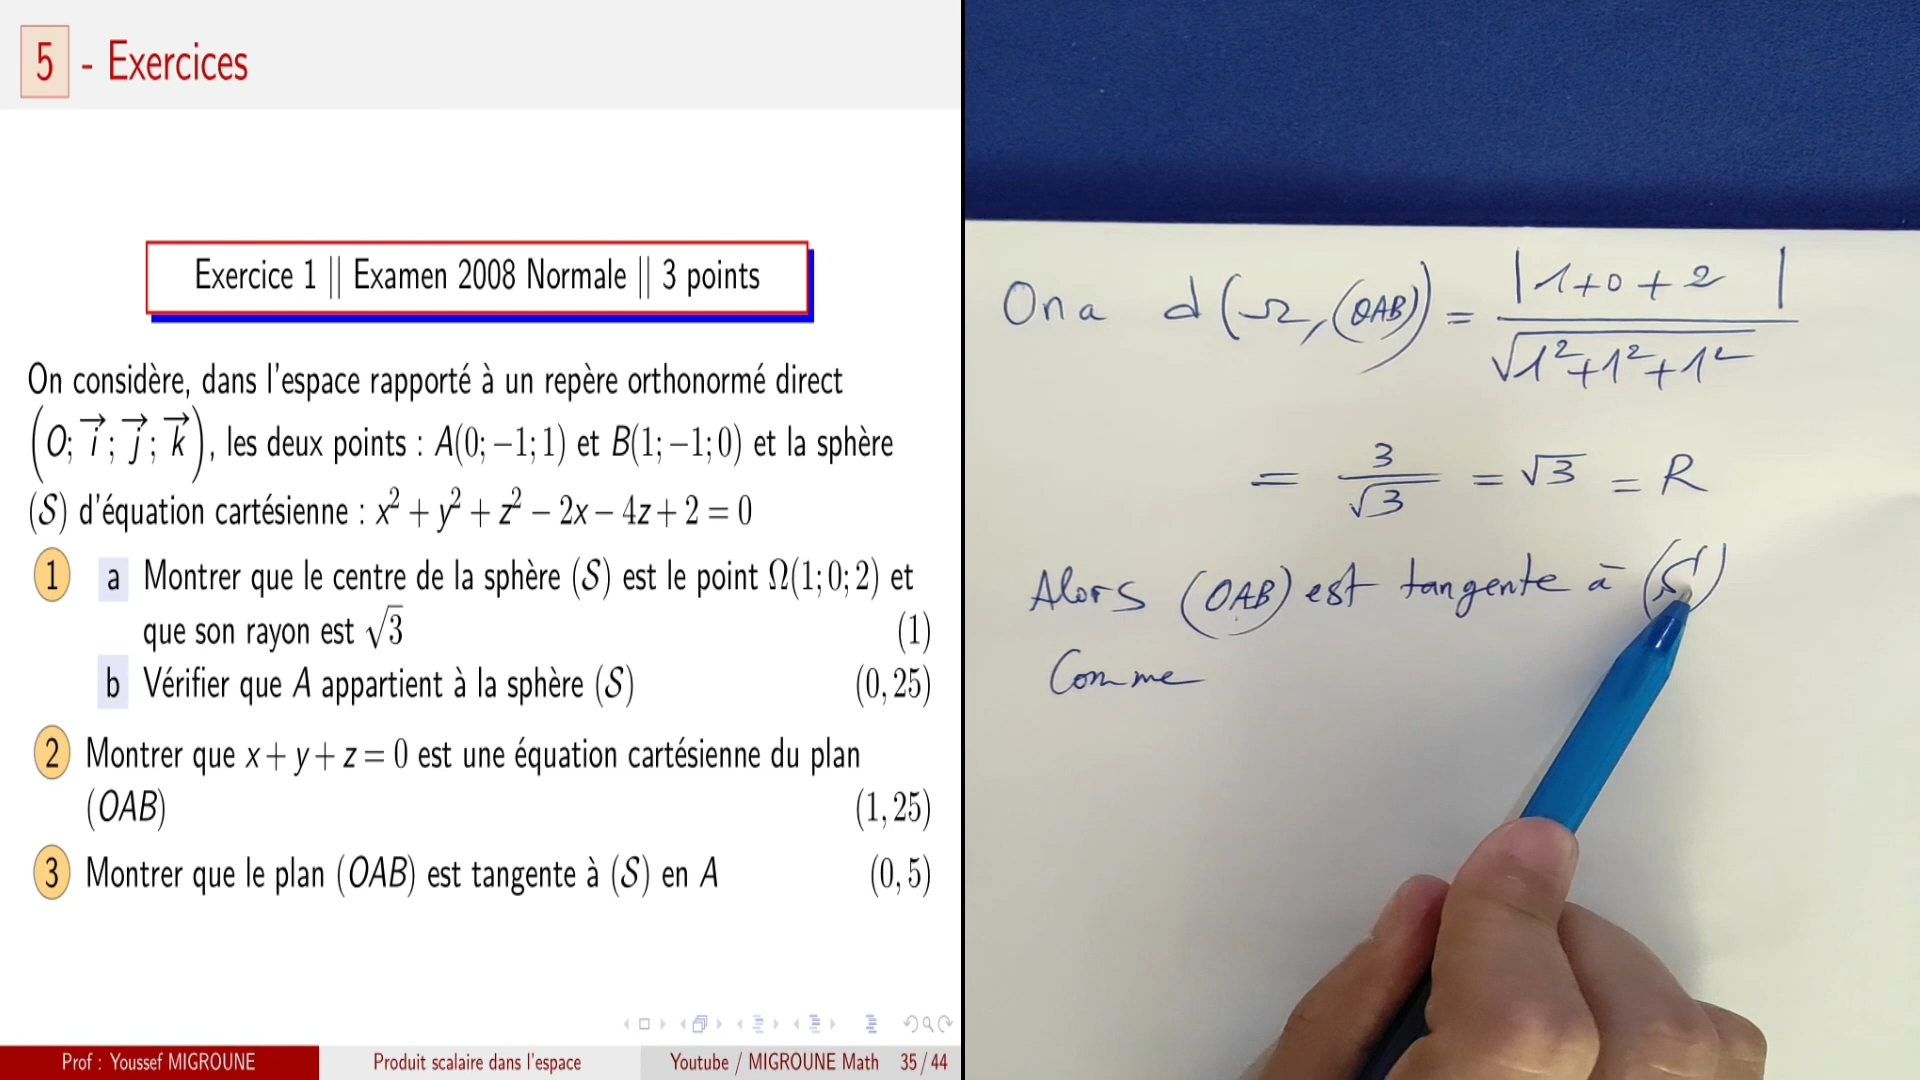 5 - Exercices
Exercice 1 || Examen 2008 Normale || 3 points
On considère, dans l'espace rapporté à un repère orthonormé direct
(O; i⃗; j⃗; k⃗), les deux points : A(0; −1; 1) et B(1; −1; 0) et la sphère
(S) d'équation cartésienne : x² + y² + z² − 2x − 4z + 2 = 0
1 a Montrer que le centre de la sphère (S) est le point Ω(1; 0; 2) et
que son rayon est √3 (1)
b Vérifier que A appartient à la sphère (S) (0, 25)
2 Montrer que x + y + z = 0 est une équation cartésienne du plan
(OAB) (1, 25)
3 Montrer que le plan (OAB) est tangente à (S) en A (0, 5)
Prof : Youssef MIGROUNE Produit scalaire dans l'espace Youtube / MIGROUNE Math 35 / 44
On a d(Ω, (OAB)) = |1+0+2| / √1²+1²+1²
= 3/√3 = √3 = R
Alors (OAB) est tangente à (S)
Comme